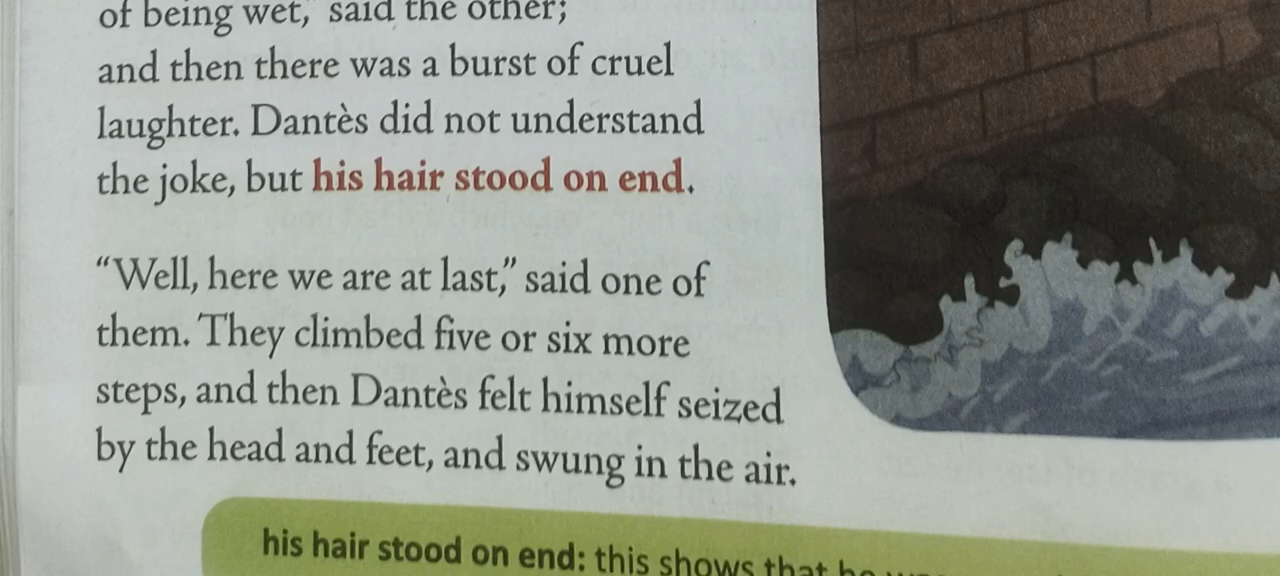 of being wet,” said the other;
and then there was a burst of cruel
laughter. Dantès did not understand
the joke, but his hair stood on end.
“Well, here we are at last,” said one of
them. They climbed five or six more
steps, and then Dantès felt himself seized
by the head and feet, and swung in the air.
his hair stood on end: this shows that he